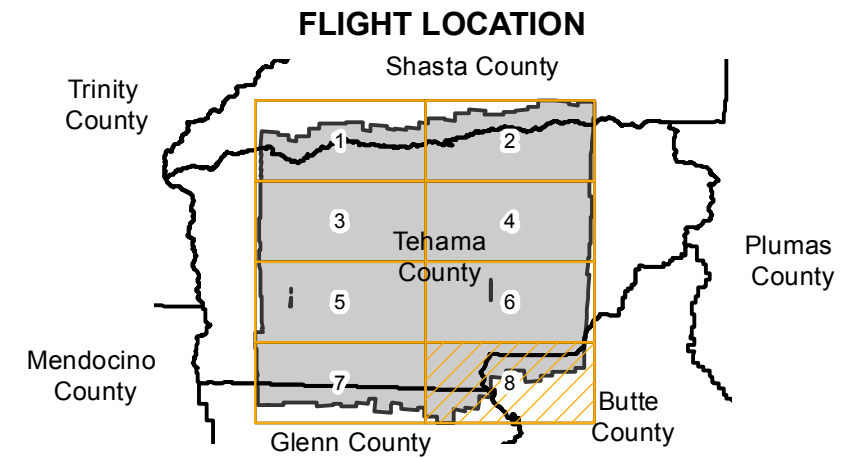 FLIGHT LOCATION
Shasta County
Trinity
County
1
2
3
4
Tehama
County
Plumas
County
5
6
Mendocino
County
7
8
Butte
County
Glenn County